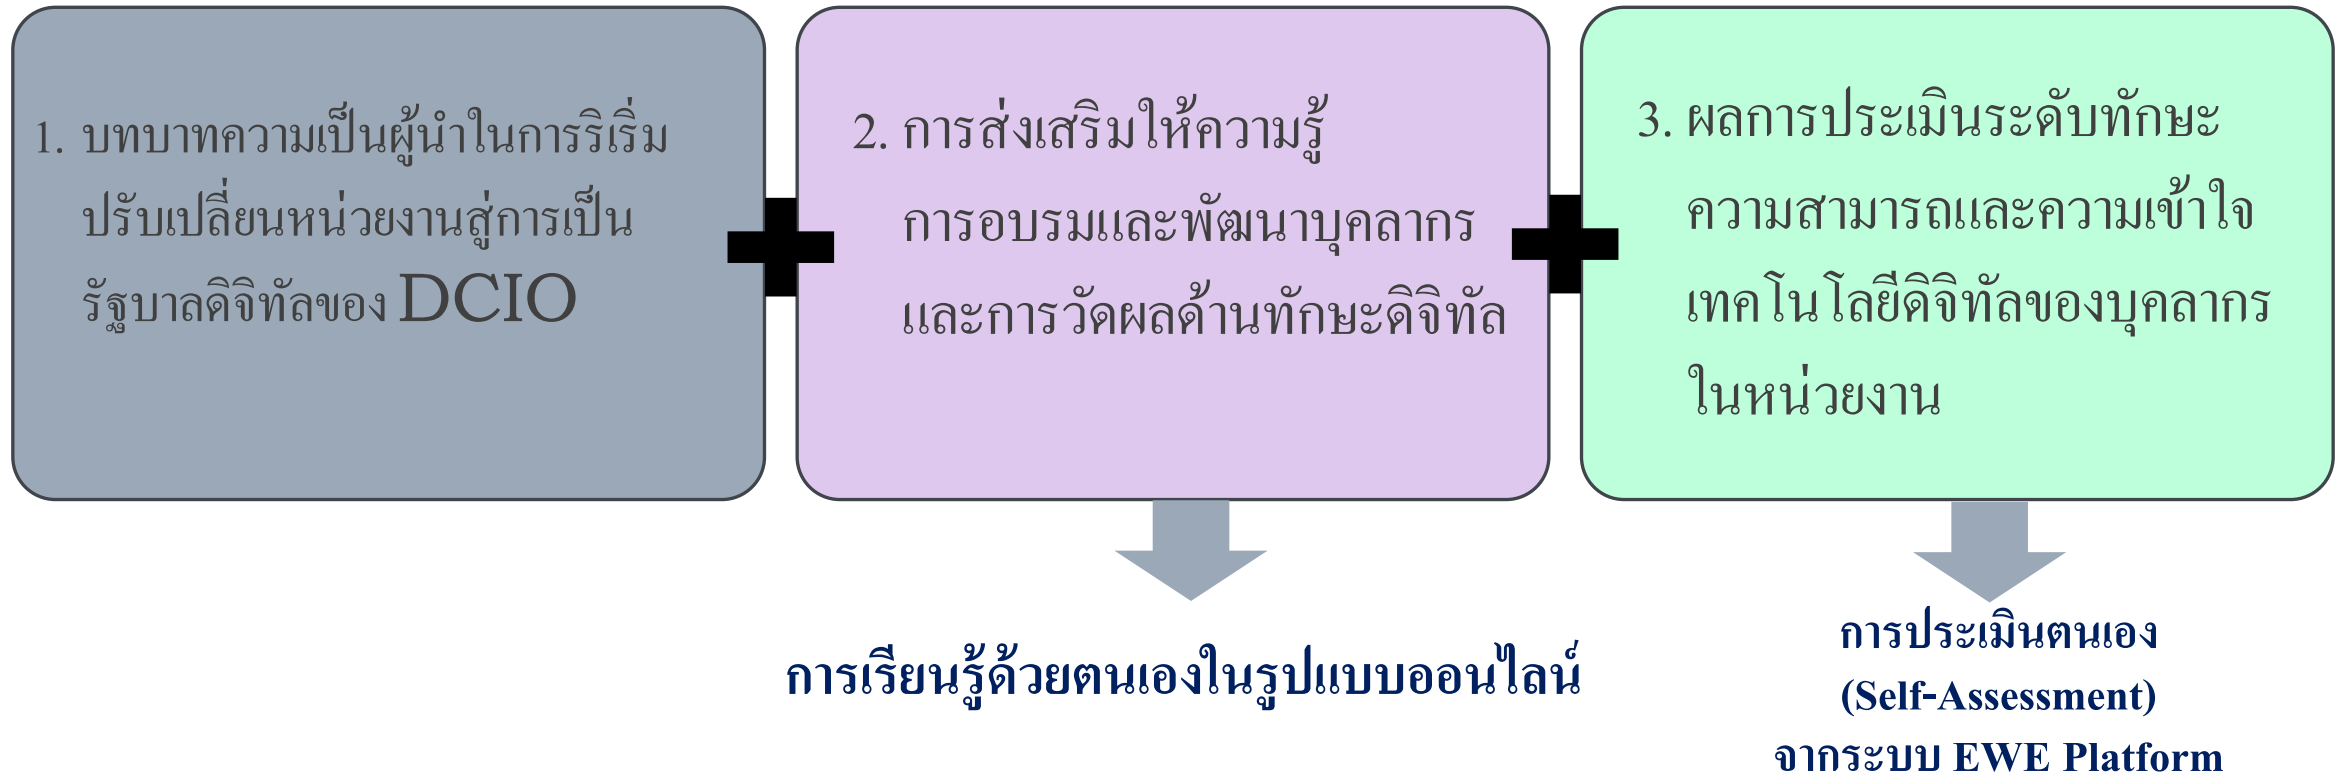 1. บทบาทความเป็นผู้นำในการริเริ่ม
ปรับเปลี่ยนหน่วยงานสู่การเป็น
รัฐบาลดิจิทัลของ DCIO
2. การส่งเสริมให้ความรู้
การอบรมและพัฒนาบุคลากร
และการวัดผลด้านทักษะดิจิทัล
3. ผลการประเมินระดับทักษะ
ความสามารถและความเข้าใจ
เทคโนโลยีดิจิทัลของบุคลากร
ในหน่วยงาน
การเรียนรู้ด้วยตนเองในรูปแบบออนไลน์
การประเมินตนเอง
(Self-Assessment)
จากระบบ EWE Platform